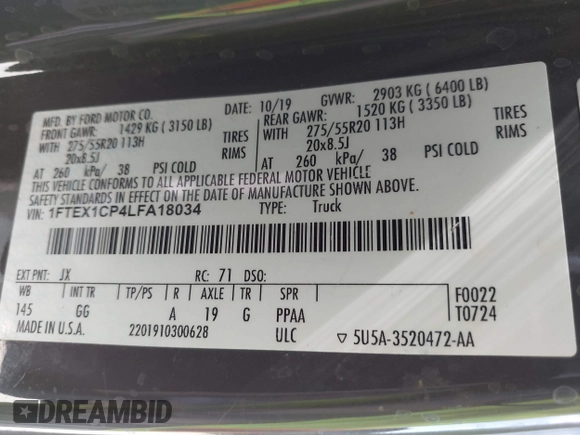 MFD. BY FORD MOTOR CO.
DATE: 10/19
GVWR: 2903 KG ( 6400 LB)
FRONT GAWR: 1429 KG ( 3150 LB)
REAR GAWR: 1520 KG ( 3350 LB)
WITH 275/55R20 113H TIRES
WITH 275/55R20 113H TIRES
20x8.5J RIMS
20x8.5J RIMS
AT 260 kPa/ 38 PSI COLD
AT 260 kPa/ 38 PSI COLD
THIS VEHICLE CONFORMS TO ALL APPLICABLE FEDERAL MOTOR VEHICLE
SAFETY STANDARDS IN EFFECT ON THE DATE OF MANUFACTURE SHOWN ABOVE.
VIN: 1FTEX1CP4LFA18034
TYPE: Truck
EXT PNT: JX RC: 71 DSO:
WB INT TR TP/PS R AXLE TR SPR
F0022
145 GG A 19 G PPAA
T0724
MADE IN U.S.A. 2201910300628 ULC ▽ 5U5A-3520472-AA
DREAMBID